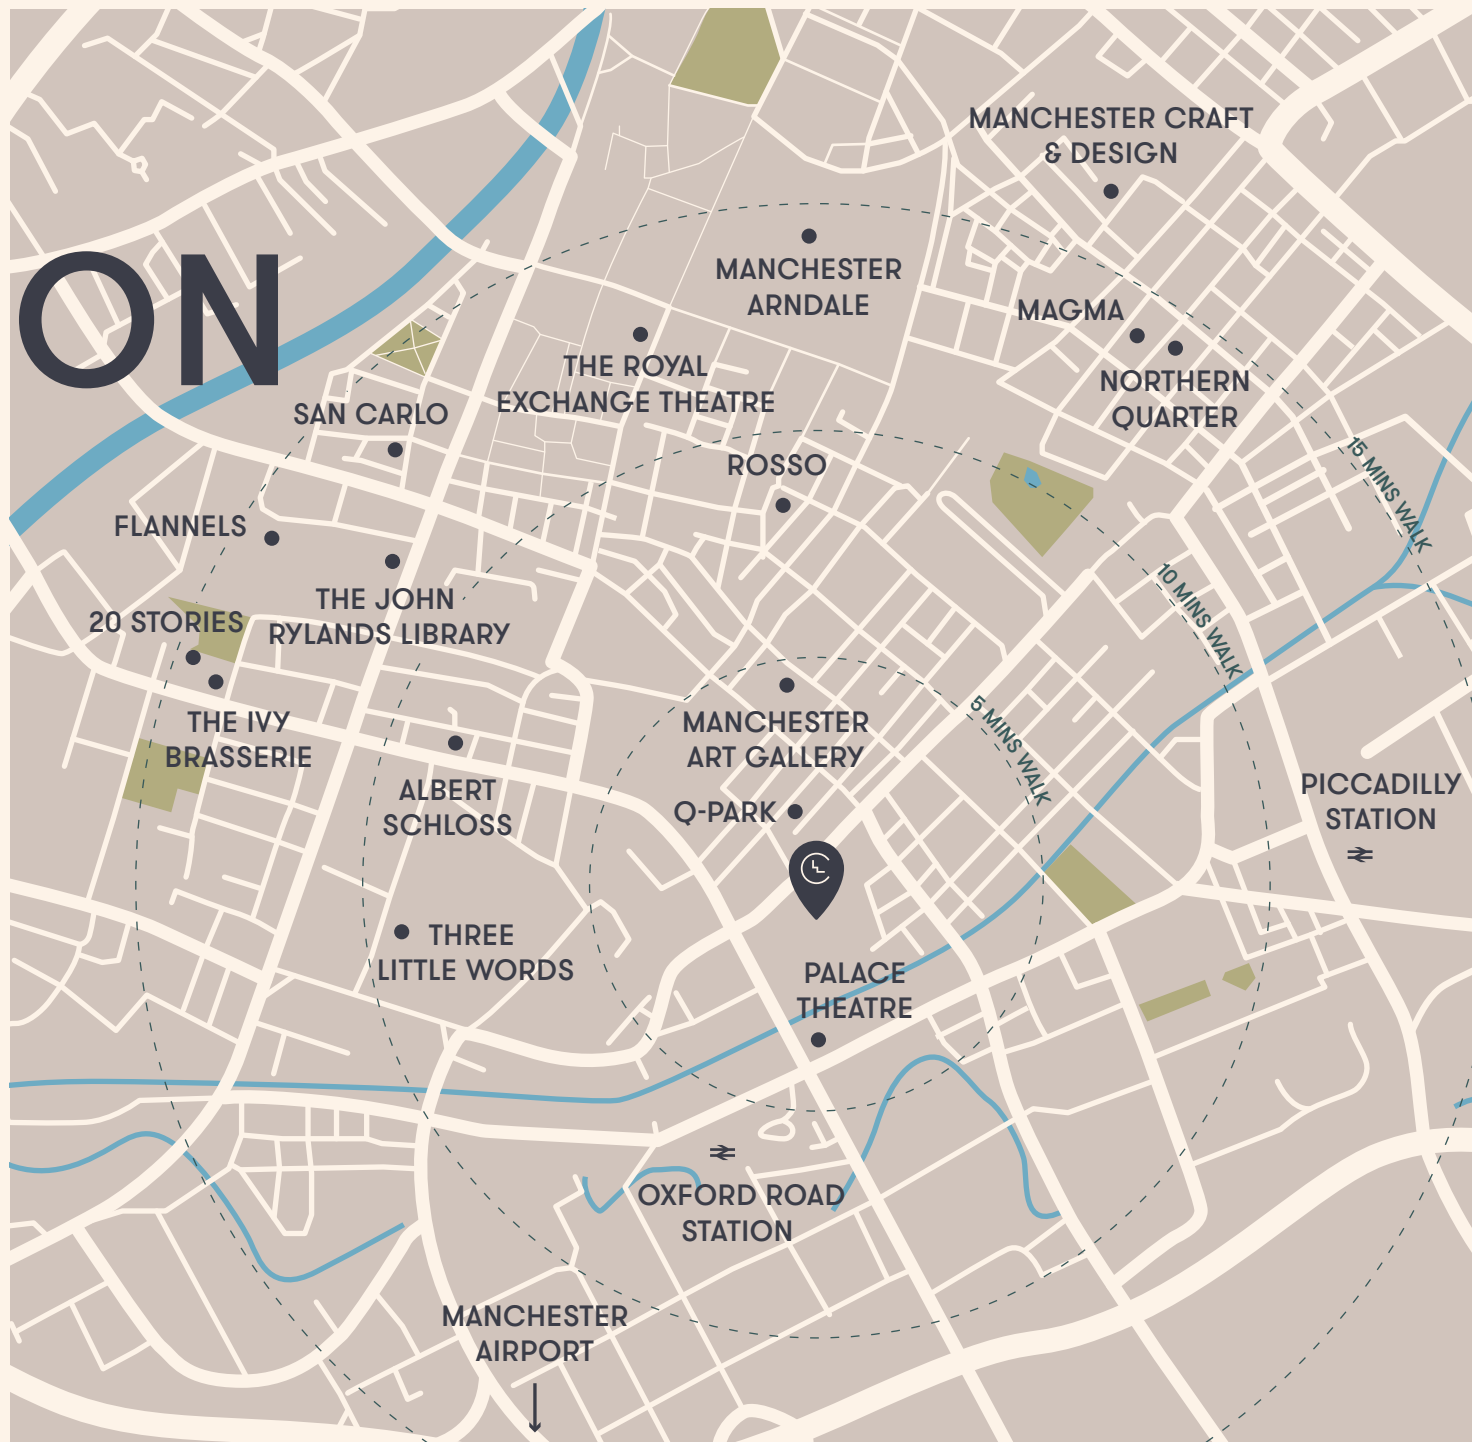 MANCHESTER CRAFT
& DESIGN
MANCHESTER
ARNDALE
ON
MAGMA
THE ROYAL
EXCHANGE THEATRE
NORTHERN
QUARTER
SAN CARLO
ROSSO
15 MINS WALK
FLANNELS
10 MINS WALK
THE JOHN
RYLANDS LIBRARY
20 STORIES
5 MINS WALK
THE IVY
BRASSERIE
MANCHESTER
ART GALLERY
ALBERT
SCHLOSS
Q-PARK
PICCADILLY
STATION
THREE
LITTLE WORDS
PALACE
THEATRE
OXFORD ROAD
STATION
MANCHESTER
AIRPORT